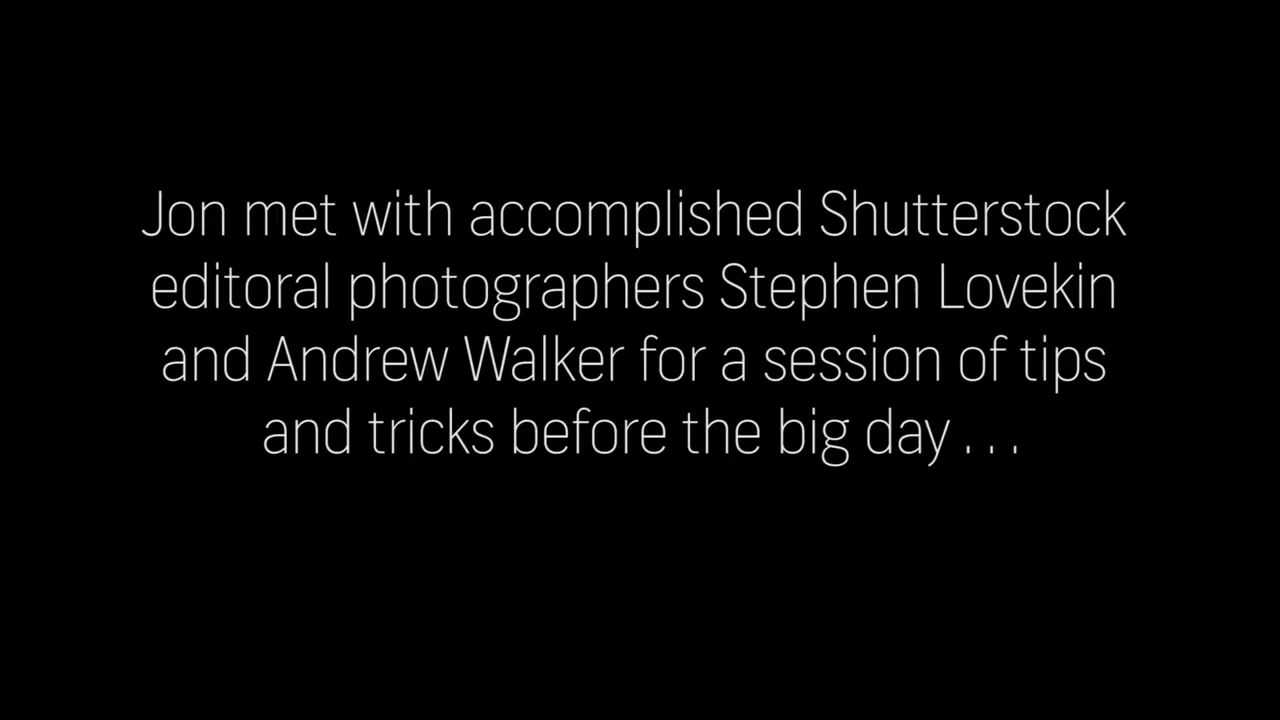 Jon met with accomplished Shutterstock
editoral photographers Stephen Lovekin
and Andrew Walker for a session of tips
and tricks before the big day . . .